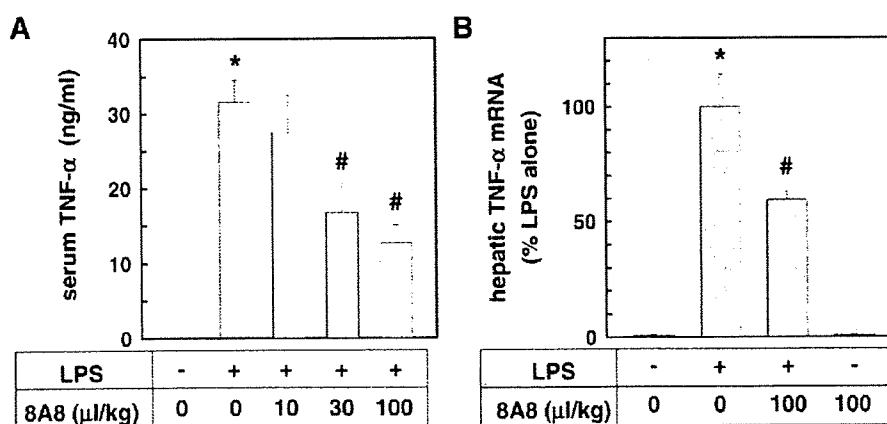 A
serum TNF-α (ng/ml)
40
30
20
10
0
*
#
#
LPS - + + + +
8A8 (µl/kg) 0 0 10 30 100
B
hepatic TNF-α mRNA
(% LPS alone)
100
50
0
*
#
LPS - + + -
8A8 (µl/kg) 0 0 100 100